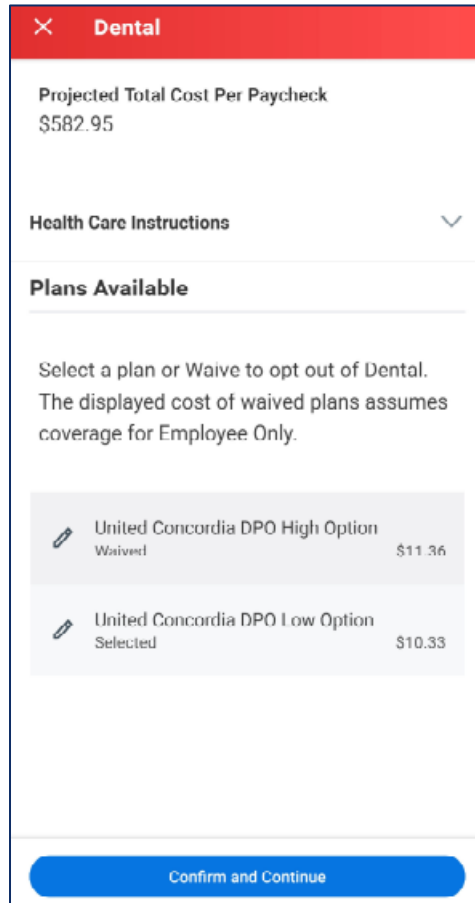 Dental
Projected Total Cost Per Paycheck
$582.95
Health Care Instructions
Plans Available
Select a plan or Waive to opt out of Dental.
The displayed cost of waived plans assumes
coverage for Employee Only.
United Concordia DPO High Option
Waived $11.36
United Concordia DPO Low Option
Selected $10.33
Confirm and Continue